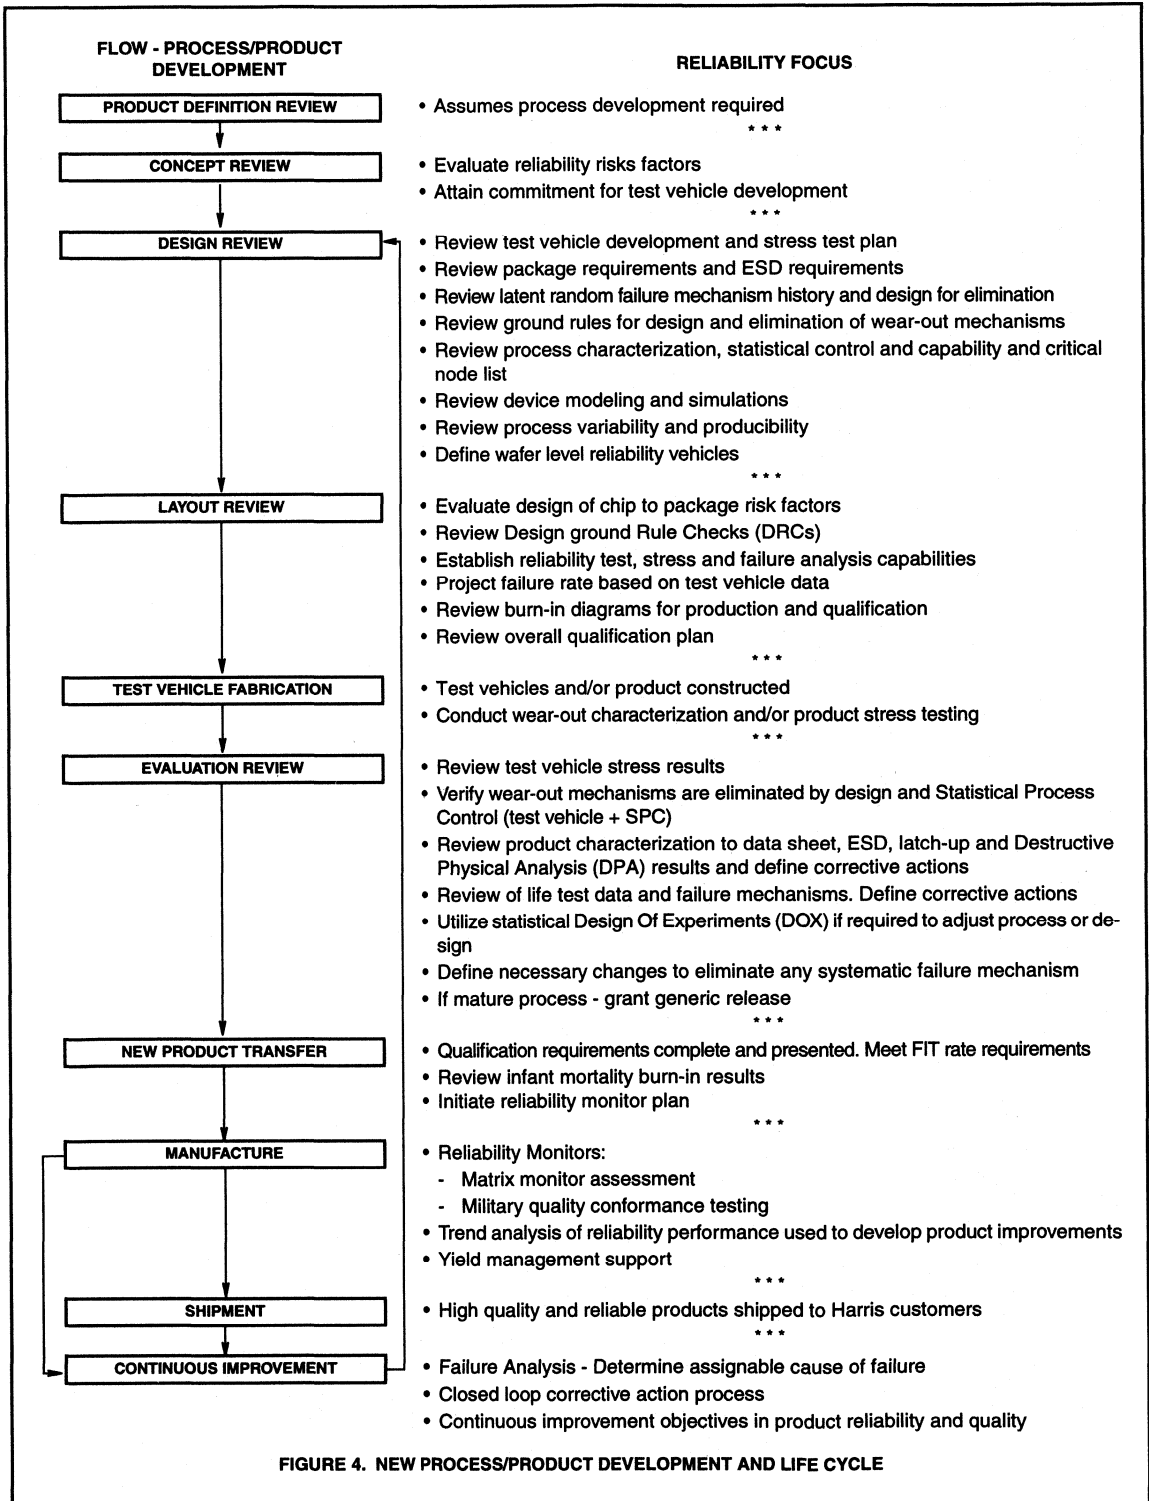 FLOW - PROCESS/PRODUCT
DEVELOPMENT
RELIABILITY FOCUS
PRODUCT DEFINITION REVIEW
• Assumes process development required
* * *
CONCEPT REVIEW
• Evaluate reliability risks factors
• Attain commitment for test vehicle development
* * *
DESIGN REVIEW
• Review test vehicle development and stress test plan
• Review package requirements and ESD requirements
• Review latent random failure mechanism history and design for elimination
• Review ground rules for design and elimination of wear-out mechanisms
• Review process characterization, statistical control and capability and critical
node list
• Review device modeling and simulations
• Review process variability and producibility
• Define wafer level reliability vehicles
* * *
LAYOUT REVIEW
• Evaluate design of chip to package risk factors
• Review Design ground Rule Checks (DRCs)
• Establish reliability test, stress and failure analysis capabilities
• Project failure rate based on test vehicle data
• Review burn-in diagrams for production and qualification
• Review overall qualification plan
* * *
TEST VEHICLE FABRICATION
• Test vehicles and/or product constructed
• Conduct wear-out characterization and/or product stress testing
* * *
EVALUATION REVIEW
• Review test vehicle stress results
• Verify wear-out mechanisms are eliminated by design and Statistical Process
Control (test vehicle + SPC)
• Review product characterization to data sheet, ESD, latch-up and Destructive
Physical Analysis (DPA) results and define corrective actions
• Review of life test data and failure mechanisms. Define corrective actions
• Utilize statistical Design Of Experiments (DOX) if required to adjust process or de-
sign
• Define necessary changes to eliminate any systematic failure mechanism
• If mature process - grant generic release
* * *
NEW PRODUCT TRANSFER
• Qualification requirements complete and presented. Meet FIT rate requirements
• Review infant mortality burn-in results
• Initiate reliability monitor plan
* * *
MANUFACTURE
• Reliability Monitors:
- Matrix monitor assessment
- Military quality conformance testing
• Trend analysis of reliability performance used to develop product improvements
• Yield management support
* * *
SHIPMENT
• High quality and reliable products shipped to Harris customers
* * *
CONTINUOUS IMPROVEMENT
• Failure Analysis - Determine assignable cause of failure
• Closed loop corrective action process
• Continuous improvement objectives in product reliability and quality
FIGURE 4. NEW PROCESS/PRODUCT DEVELOPMENT AND LIFE CYCLE